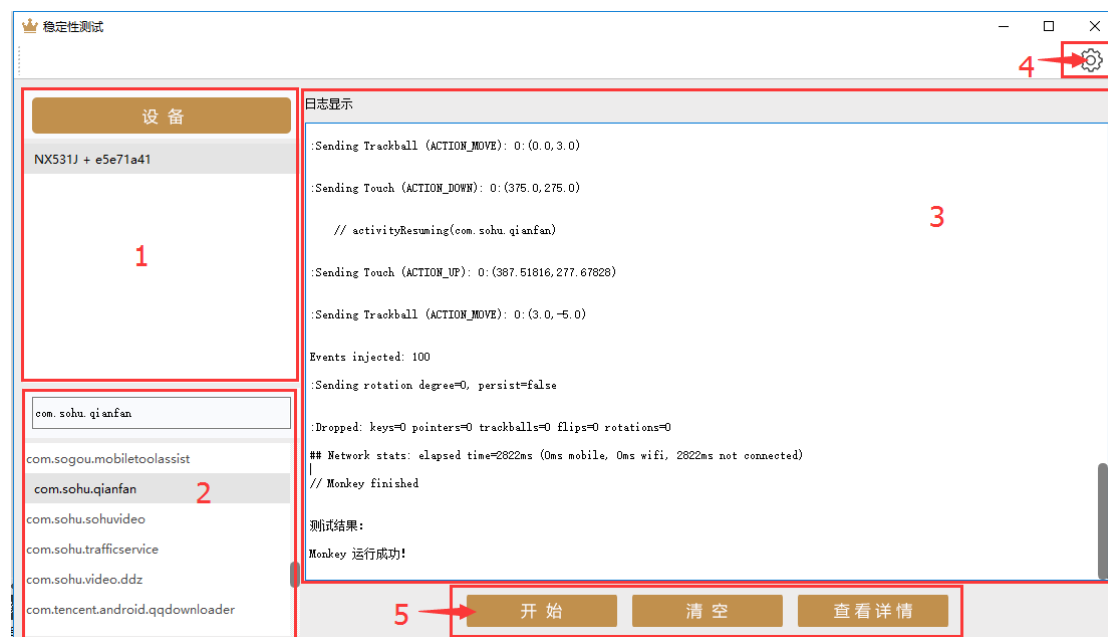 稳定性测试
4
设 备
NX531J + e5e71a41
1
com.sohu.qianfan
com.sogou.mobiletoolassist
com.sohu.qianfan
2
com.sohu.sohuvideo
com.sohu.trafficservice
com.sohu.video.ddz
com.tencent.android.qqdownloader
日志显示
:Sending Trackball (ACTION_MOVE): 0:(0.0,3.0)
:Sending Touch (ACTION_DOWN): 0:(375.0,275.0)
3
// activityResuming(com.sohu.qianfan)
:Sending Touch (ACTION_UP): 0:(387.51816,277.67828)
:Sending Trackball (ACTION_MOVE): 0:(3.0,-5.0)
Events injected: 100
:Sending rotation degree=0, persist=false
:Dropped: keys=0 pointers=0 trackballs=0 flips=0 rotations=0
## Network stats: elapsed time=2822ms (0ms mobile, 0ms wifi, 2822ms not connected)
// Monkey finished
测试结果:
Monkey 运行成功!
5
开 始
清 空
查看详情